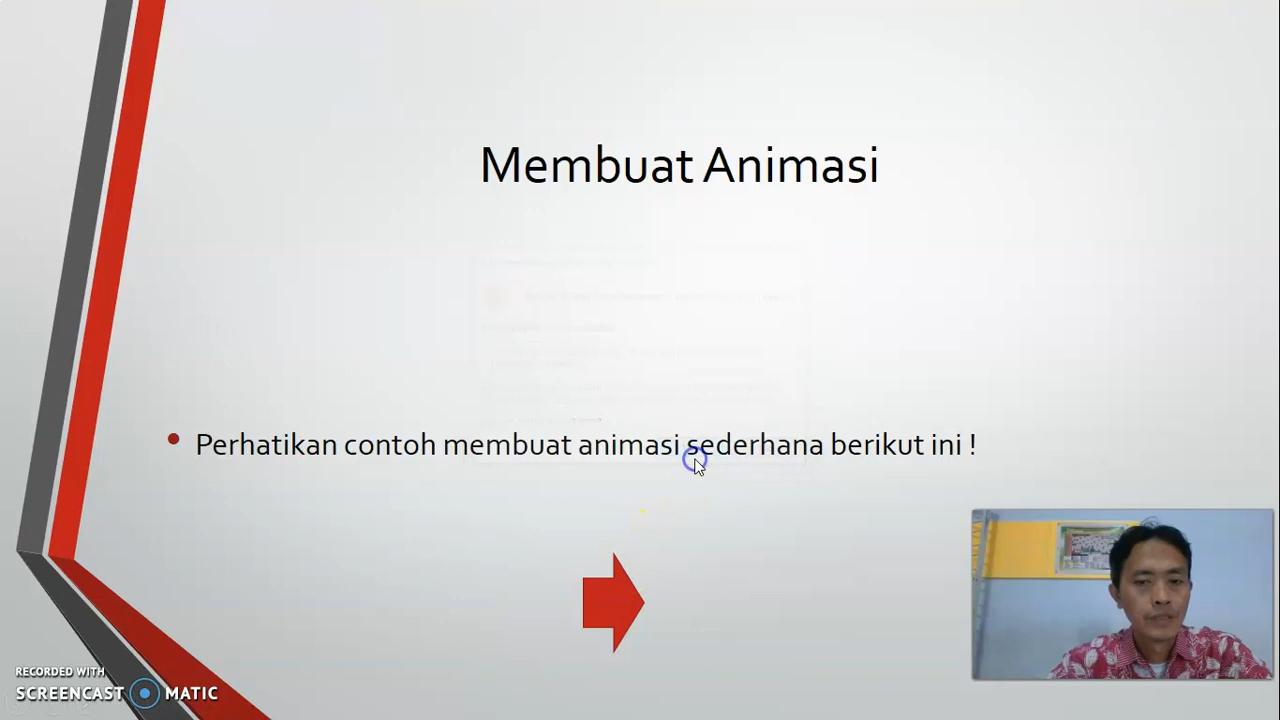 Membuat Animasi
Perhatikan contoh membuat animasi sederhana berikut ini !
RECORDED WITH
SCREENCAST MATIC